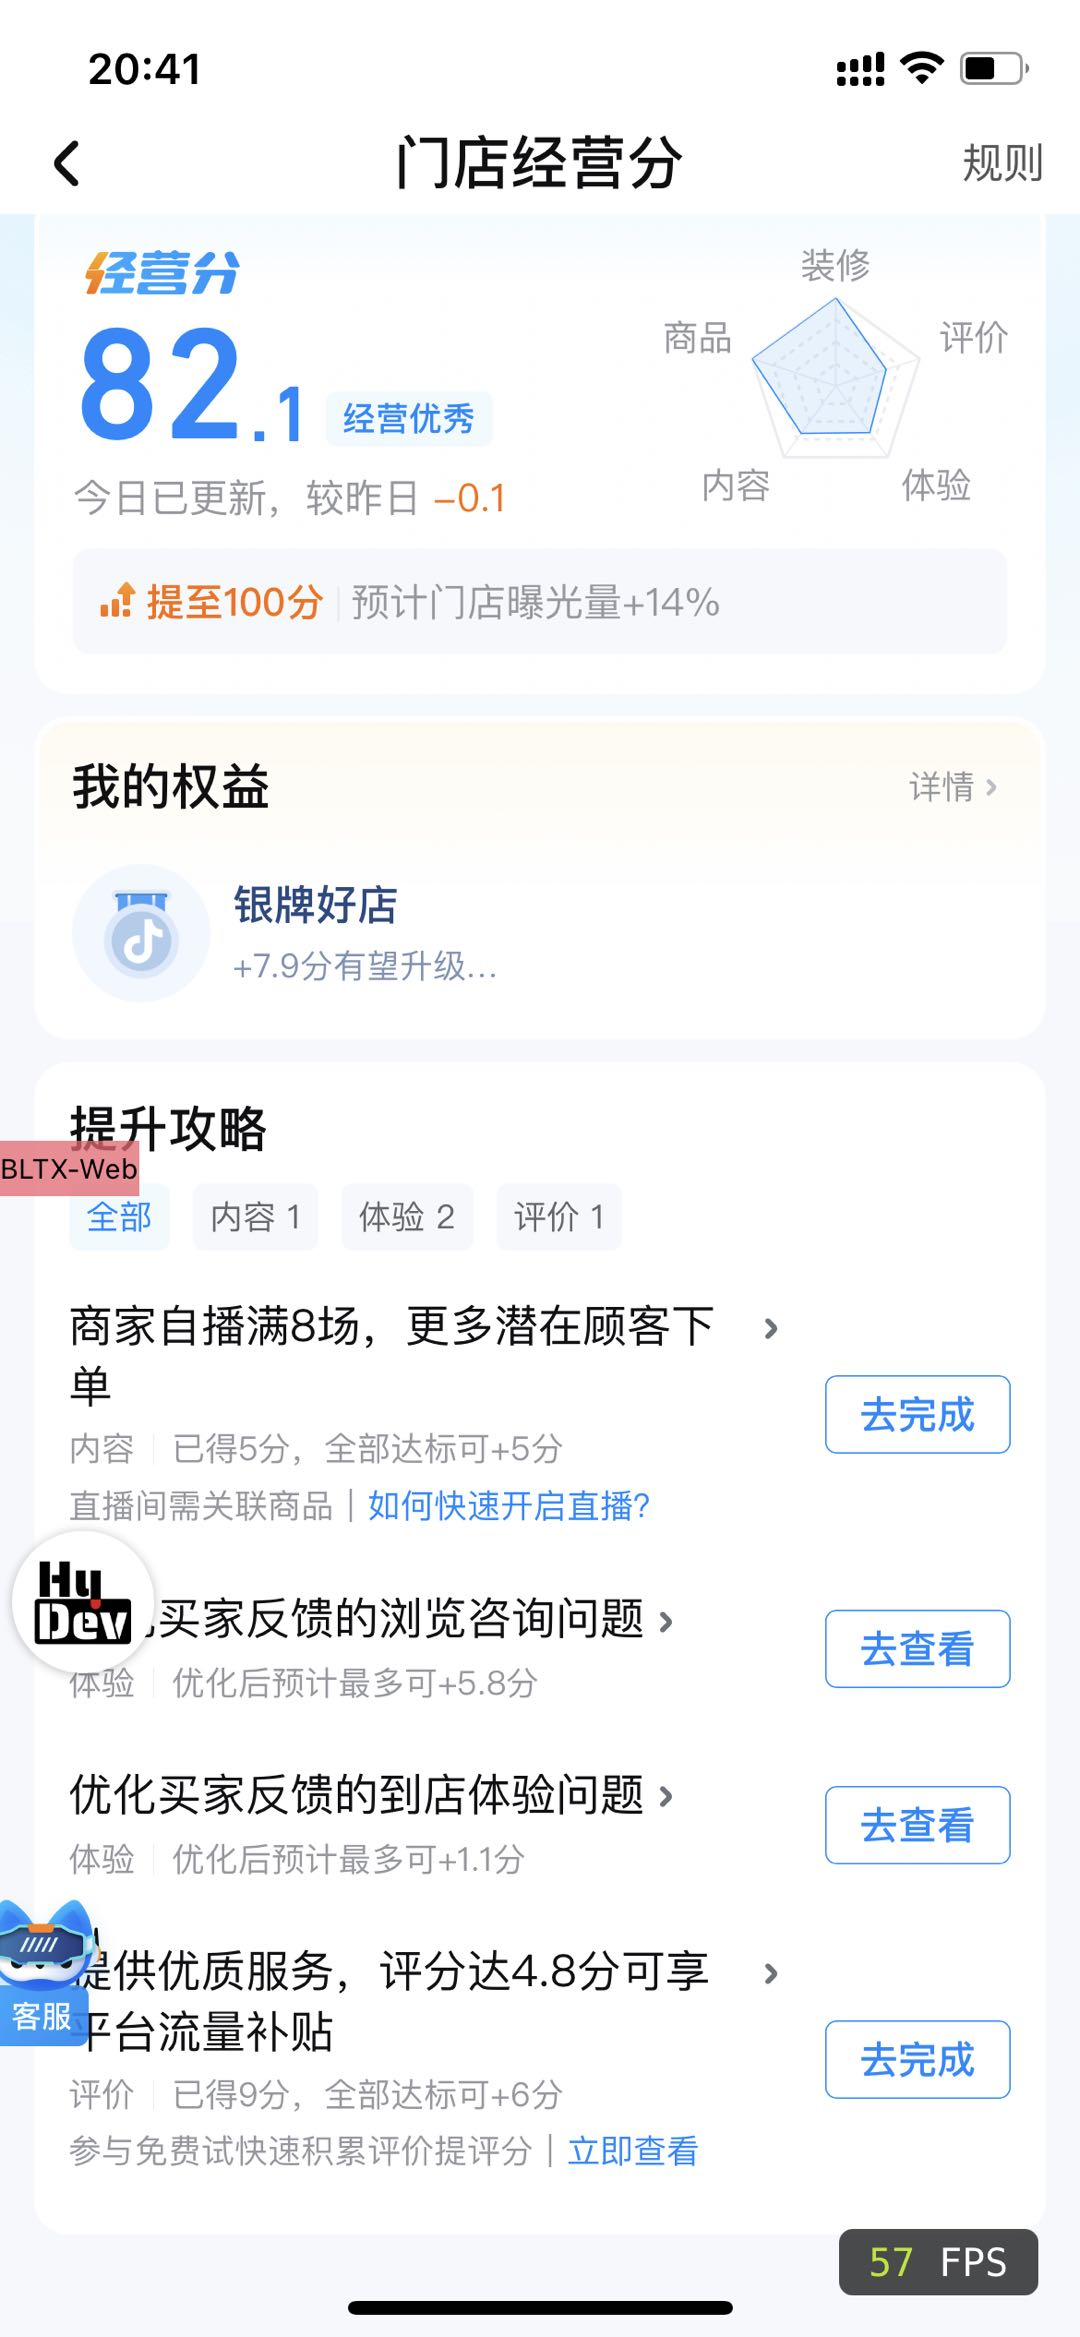 20:41
门店经营分
规则
经营分
82.1
经营优秀
今日已更新，较昨日 -0.1
装修
商品
评价
内容
体验
提至100分
预计门店曝光量+14%
我的权益
详情
银牌好店
+7.9分有望升级...
提升攻略
BLTX-Web
全部
内容 1
体验 2
评价 1
商家自播满8场，更多潜在顾客下
单
去完成
内容 | 已得5分，全部达标可+5分
直播间需关联商品 | 如何快速开启直播?
Hy
Dev
买家反馈的浏览咨询问题
去查看
体验 | 优化后预计最多可+5.8分
优化买家反馈的到店体验问题
去查看
体验 | 优化后预计最多可+1.1分
提供优质服务，评分达4.8分可享
平台流量补贴
客服
去完成
评价 | 已得9分，全部达标可+6分
参与免费试快速积累评价提评分 | 立即查看
57 FPS